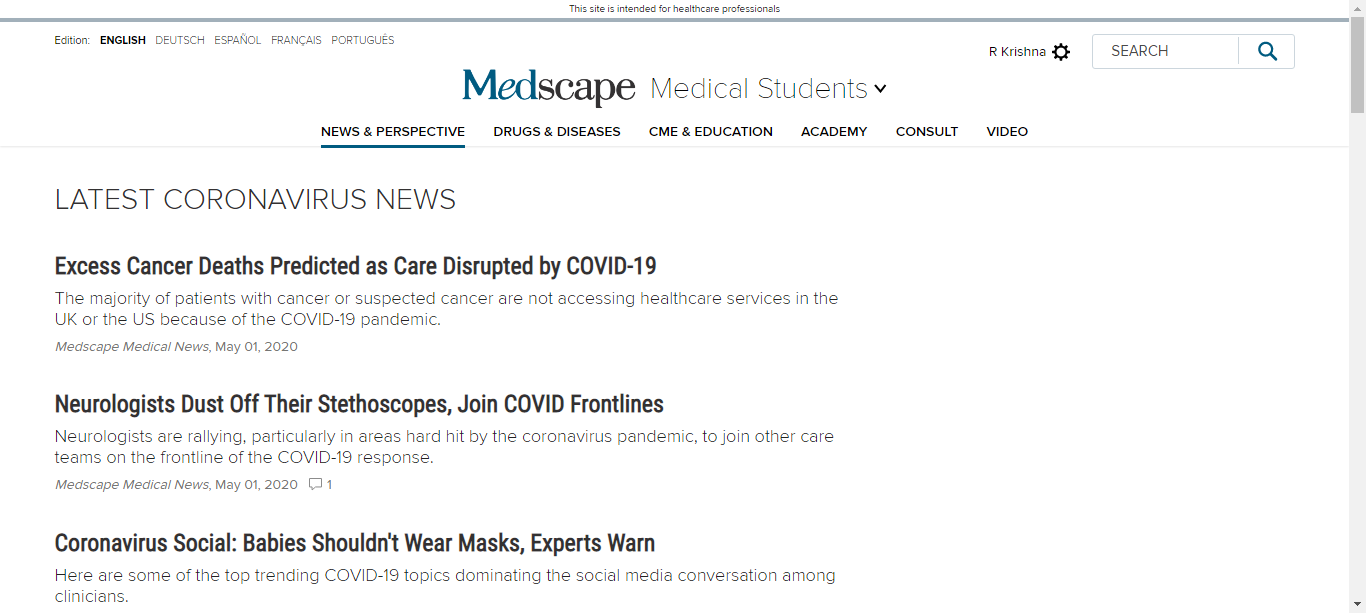 This site is intended for healthcare professionals
Edition: ENGLISH DEUTSCH ESPAÑOL FRANÇAIS PORTUGUÊS
R Krishna
SEARCH
Medscape Medical Students
NEWS & PERSPECTIVE DRUGS & DISEASES CME & EDUCATION ACADEMY CONSULT VIDEO
LATEST CORONAVIRUS NEWS
Excess Cancer Deaths Predicted as Care Disrupted by COVID-19
The majority of patients with cancer or suspected cancer are not accessing healthcare services in the
UK or the US because of the COVID-19 pandemic.
Medscape Medical News, May 01, 2020
Neurologists Dust Off Their Stethoscopes, Join COVID Frontlines
Neurologists are rallying, particularly in areas hard hit by the coronavirus pandemic, to join other care
teams on the frontline of the COVID-19 response.
Medscape Medical News, May 01, 2020 1
Coronavirus Social: Babies Shouldn't Wear Masks, Experts Warn
Here are some of the top trending COVID-19 topics dominating the social media conversation among
clinicians.